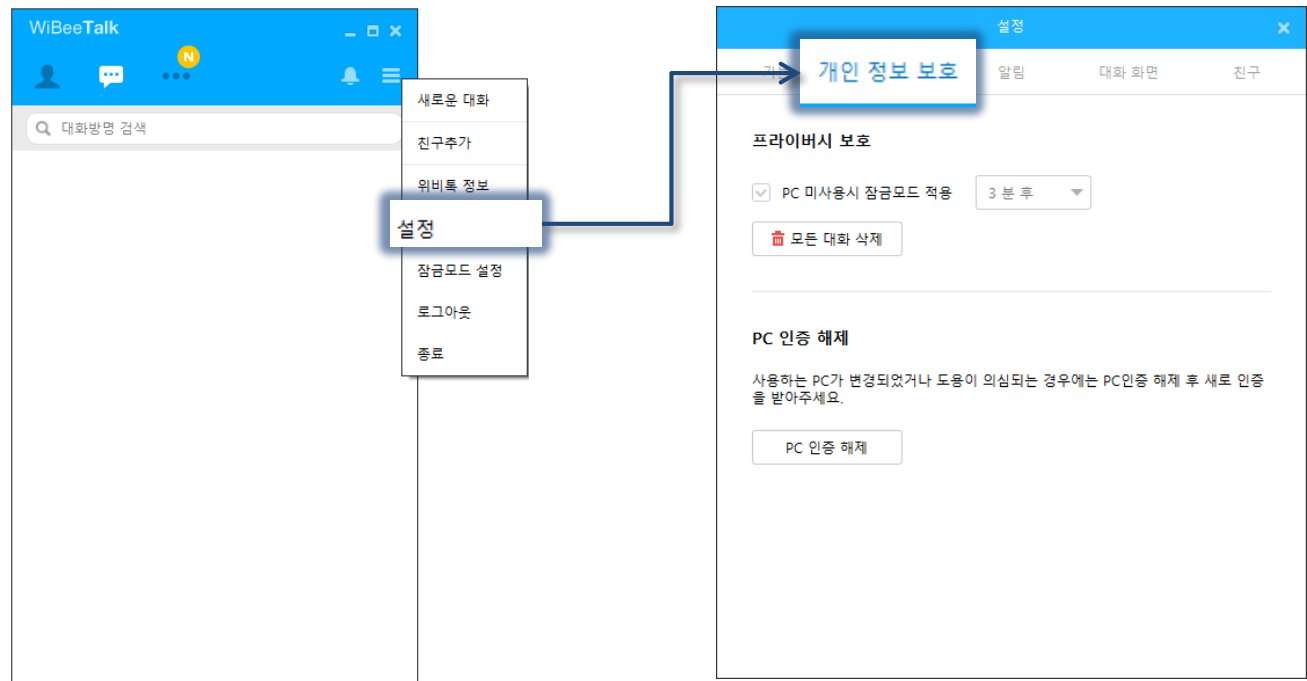 WiBeeTalk
N
대화방명 검색
새로운 대화
친구추가
위비톡 정보
설정
잠금모드 설정
로그아웃
종료
설정
개인 정보 보호
알림
대화 화면
친구
프라이버시 보호
PC 미사용시 잠금모드 적용
3 분 후
모든 대화 삭제
PC 인증 해제
사용하는 PC가 변경되었거나 도용이 의심되는 경우에는 PC인증 해제 후 새로 인증
을 받아주세요.
PC 인증 해제